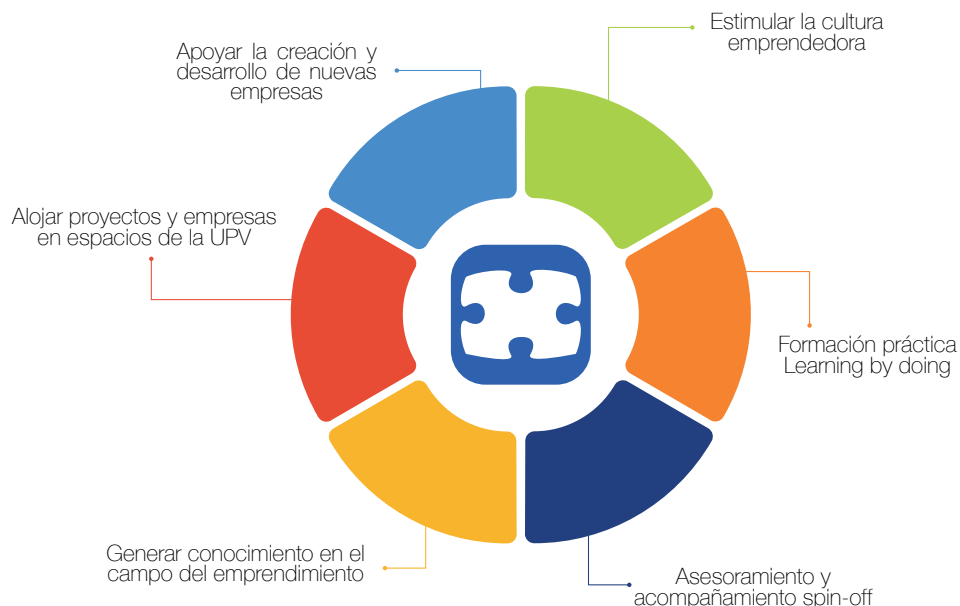 Estimular la cultura
emprendedora
Apoyar la creación y
desarrollo de nuevas
empresas
Alojar proyectos y empresas
en espacios de la UPV
Formación práctica
Learning by doing
Generar conocimiento en el
campo del emprendimiento
Asesoramiento y
acompañamiento spin-off